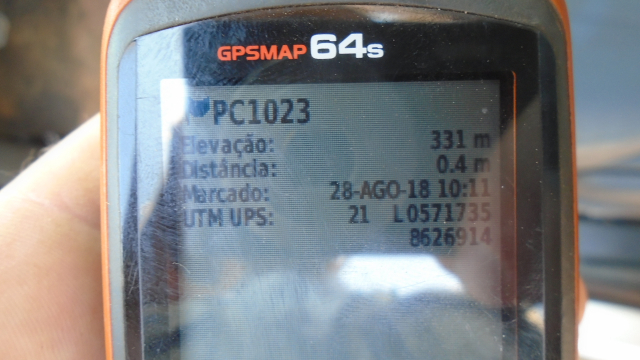 GPSMAP 64s
PC1023
Elevação: 331 m
Distância: 0.4 m
Marcado: 28-AGO-18 10:11
UTM UPS: 21 L 0571735
8626914